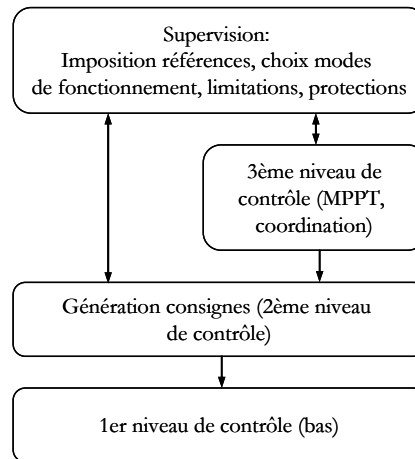 Supervision:
Imposition références, choix modes
de fonctionnement, limitations, protections
3ème niveau de
contrôle (MPPT,
coordination)
Génération consignes (2ème niveau
de contrôle)
1er niveau de contrôle (bas)